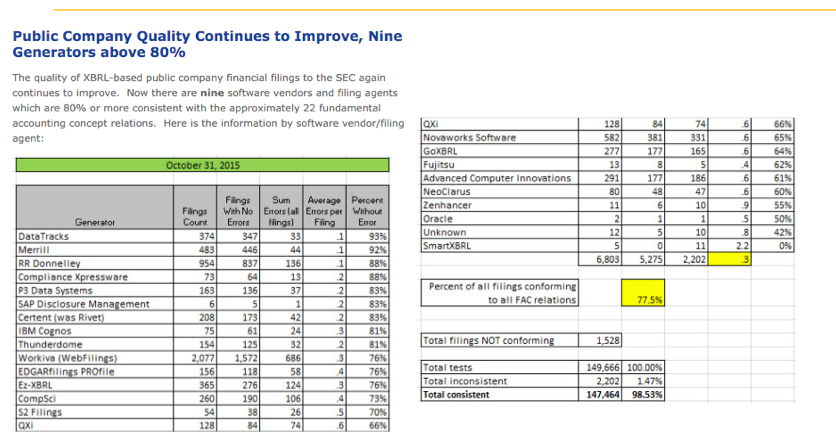 Public Company Quality Continues to Improve, Nine
Generators above 80%
The quality of XBRL-based public company financial filings to the SEC again
continues to improve. Now there are nine software vendors and filing agents
which are 80% or more consistent with the approximately 22 fundamental
accounting concept relations. Here is the information by software vendor/filing
agent:
October 31, 2015
Generator Filings Count Filings With No Errors Sum Errors (all filings) Average Errors per Filing Percent Without Error
DataTracks 374 347 33 .1 93%
Merrill 483 446 44 .1 92%
RR Donnelley 954 837 136 .1 88%
Compliance Xpressware 73 64 13 .2 88%
P3 Data Systems 163 136 37 .2 83%
SAP Disclosure Management 6 5 1 .2 83%
Certent (was Rivet) 208 173 42 .2 83%
IBM Cognos 75 61 24 .3 81%
Thunderdome 154 125 32 .2 81%
Workiva (WebFilings) 2,077 1,572 686 .3 76%
EDGARfilings PROfile 156 118 58 .4 76%
Ez-XBRL 365 276 124 .3 76%
CompSci 260 190 106 .4 73%
S2 Filings 54 38 26 .5 70%
QXi 128 84 74 .6 66%
QXi 128 84 74 .6 66%
Novaworks Software 582 381 331 .6 65%
GoXBRL 277 177 165 .6 64%
Fujitsu 13 8 5 .4 62%
Advanced Computer Innovations 291 177 186 .6 61%
NeoClarus 80 48 47 .6 60%
Zenhancer 11 6 10 .9 55%
Oracle 2 1 1 .5 50%
Unknown 12 5 10 .8 42%
SmartXBRL 5 0 11 2.2 0%
6,803 5,275 2,202 .3
Percent of all filings conforming
to all FAC relations 77.5%
Total filings NOT conforming 1,528
Total tests 149,666 100.00%
Total inconsistent 2,202 1.47%
Total consistent 147,464 98.53%